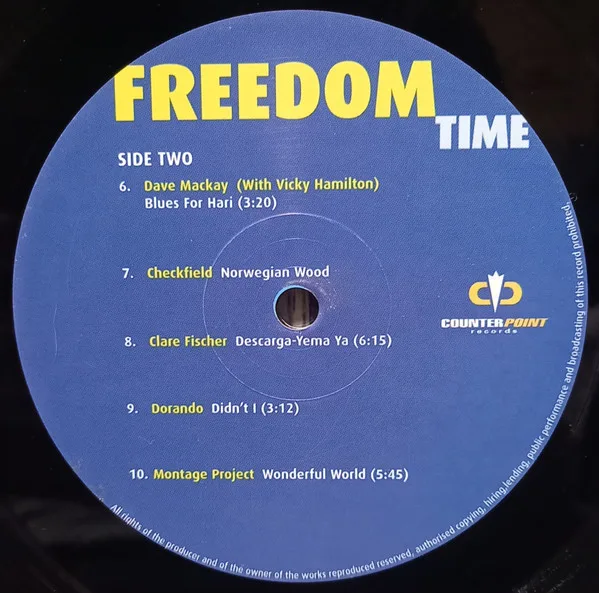 FREEDOM
TIME
SIDE TWO
6. Dave Mackay (With Vicky Hamilton)
Blues For Hari (3:20)
7. Checkfield Norwegian Wood
8. Clare Fischer Descarga-Yema Ya (6:15)
9. Dorando Didn't I (3:12)
10. Montage Project Wonderful World (5:45)
COUNTERPOINT
records
All rights of the producer and of the owner of the works reproduced reserved, authorised copying, hiring, lending, public performance and broadcasting of this record prohibited.